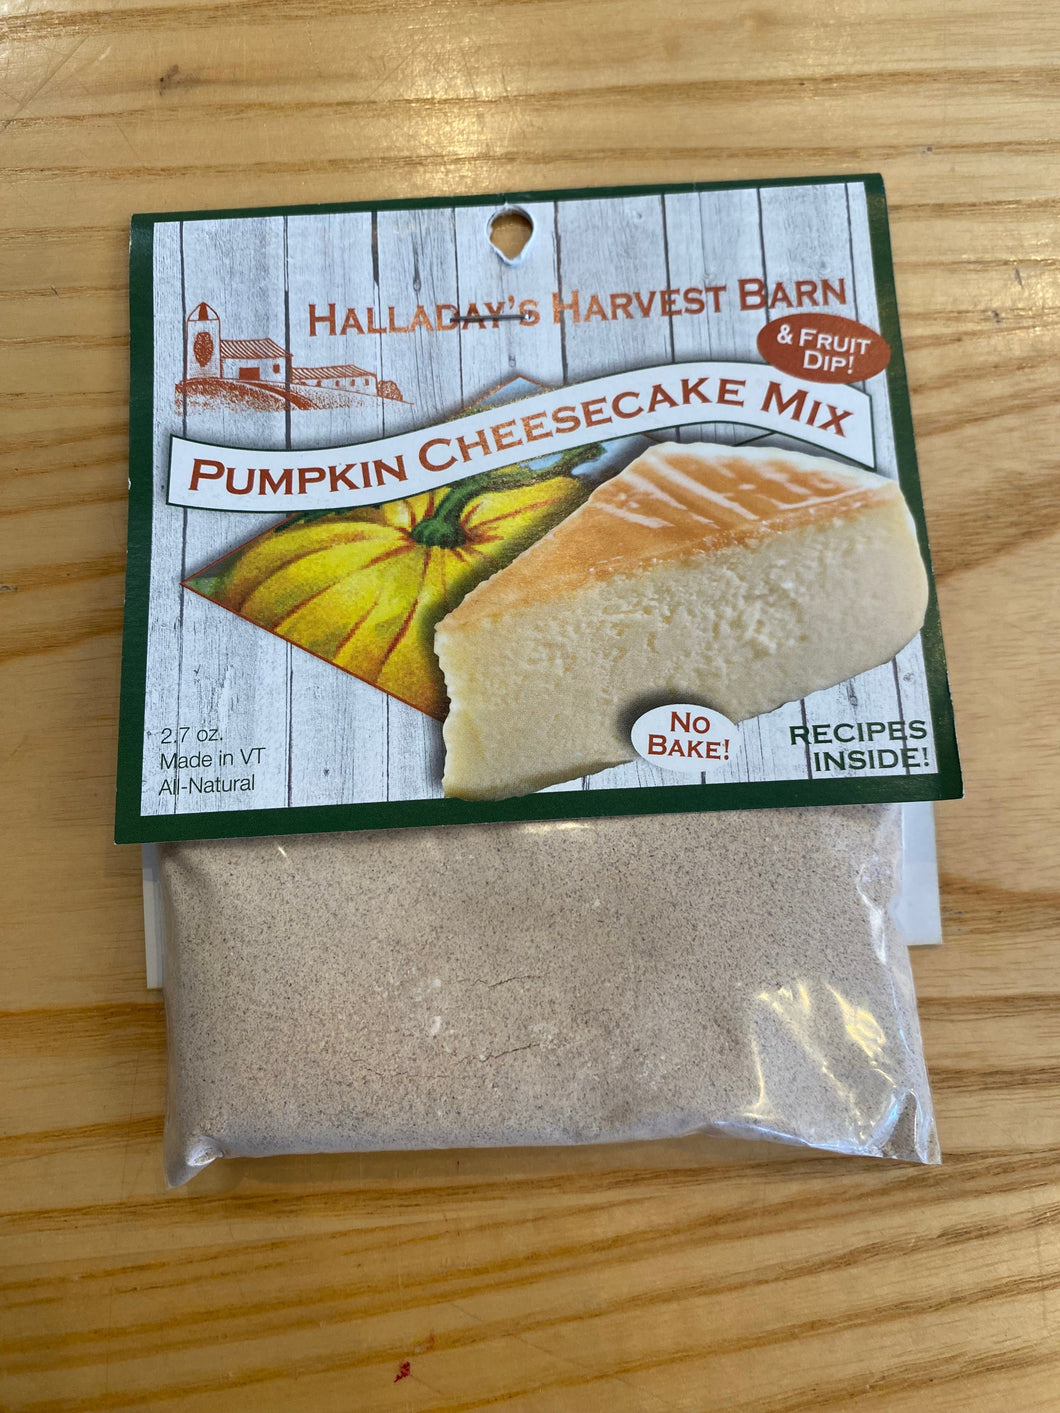 HALLADAY'S HARVEST BARN
& FRUIT
DIP!
PUMPKIN CHEESECAKE MIX
2.7 oz.
Made in VT
All-Natural
NO
BAKE!
RECIPES
INSIDE!